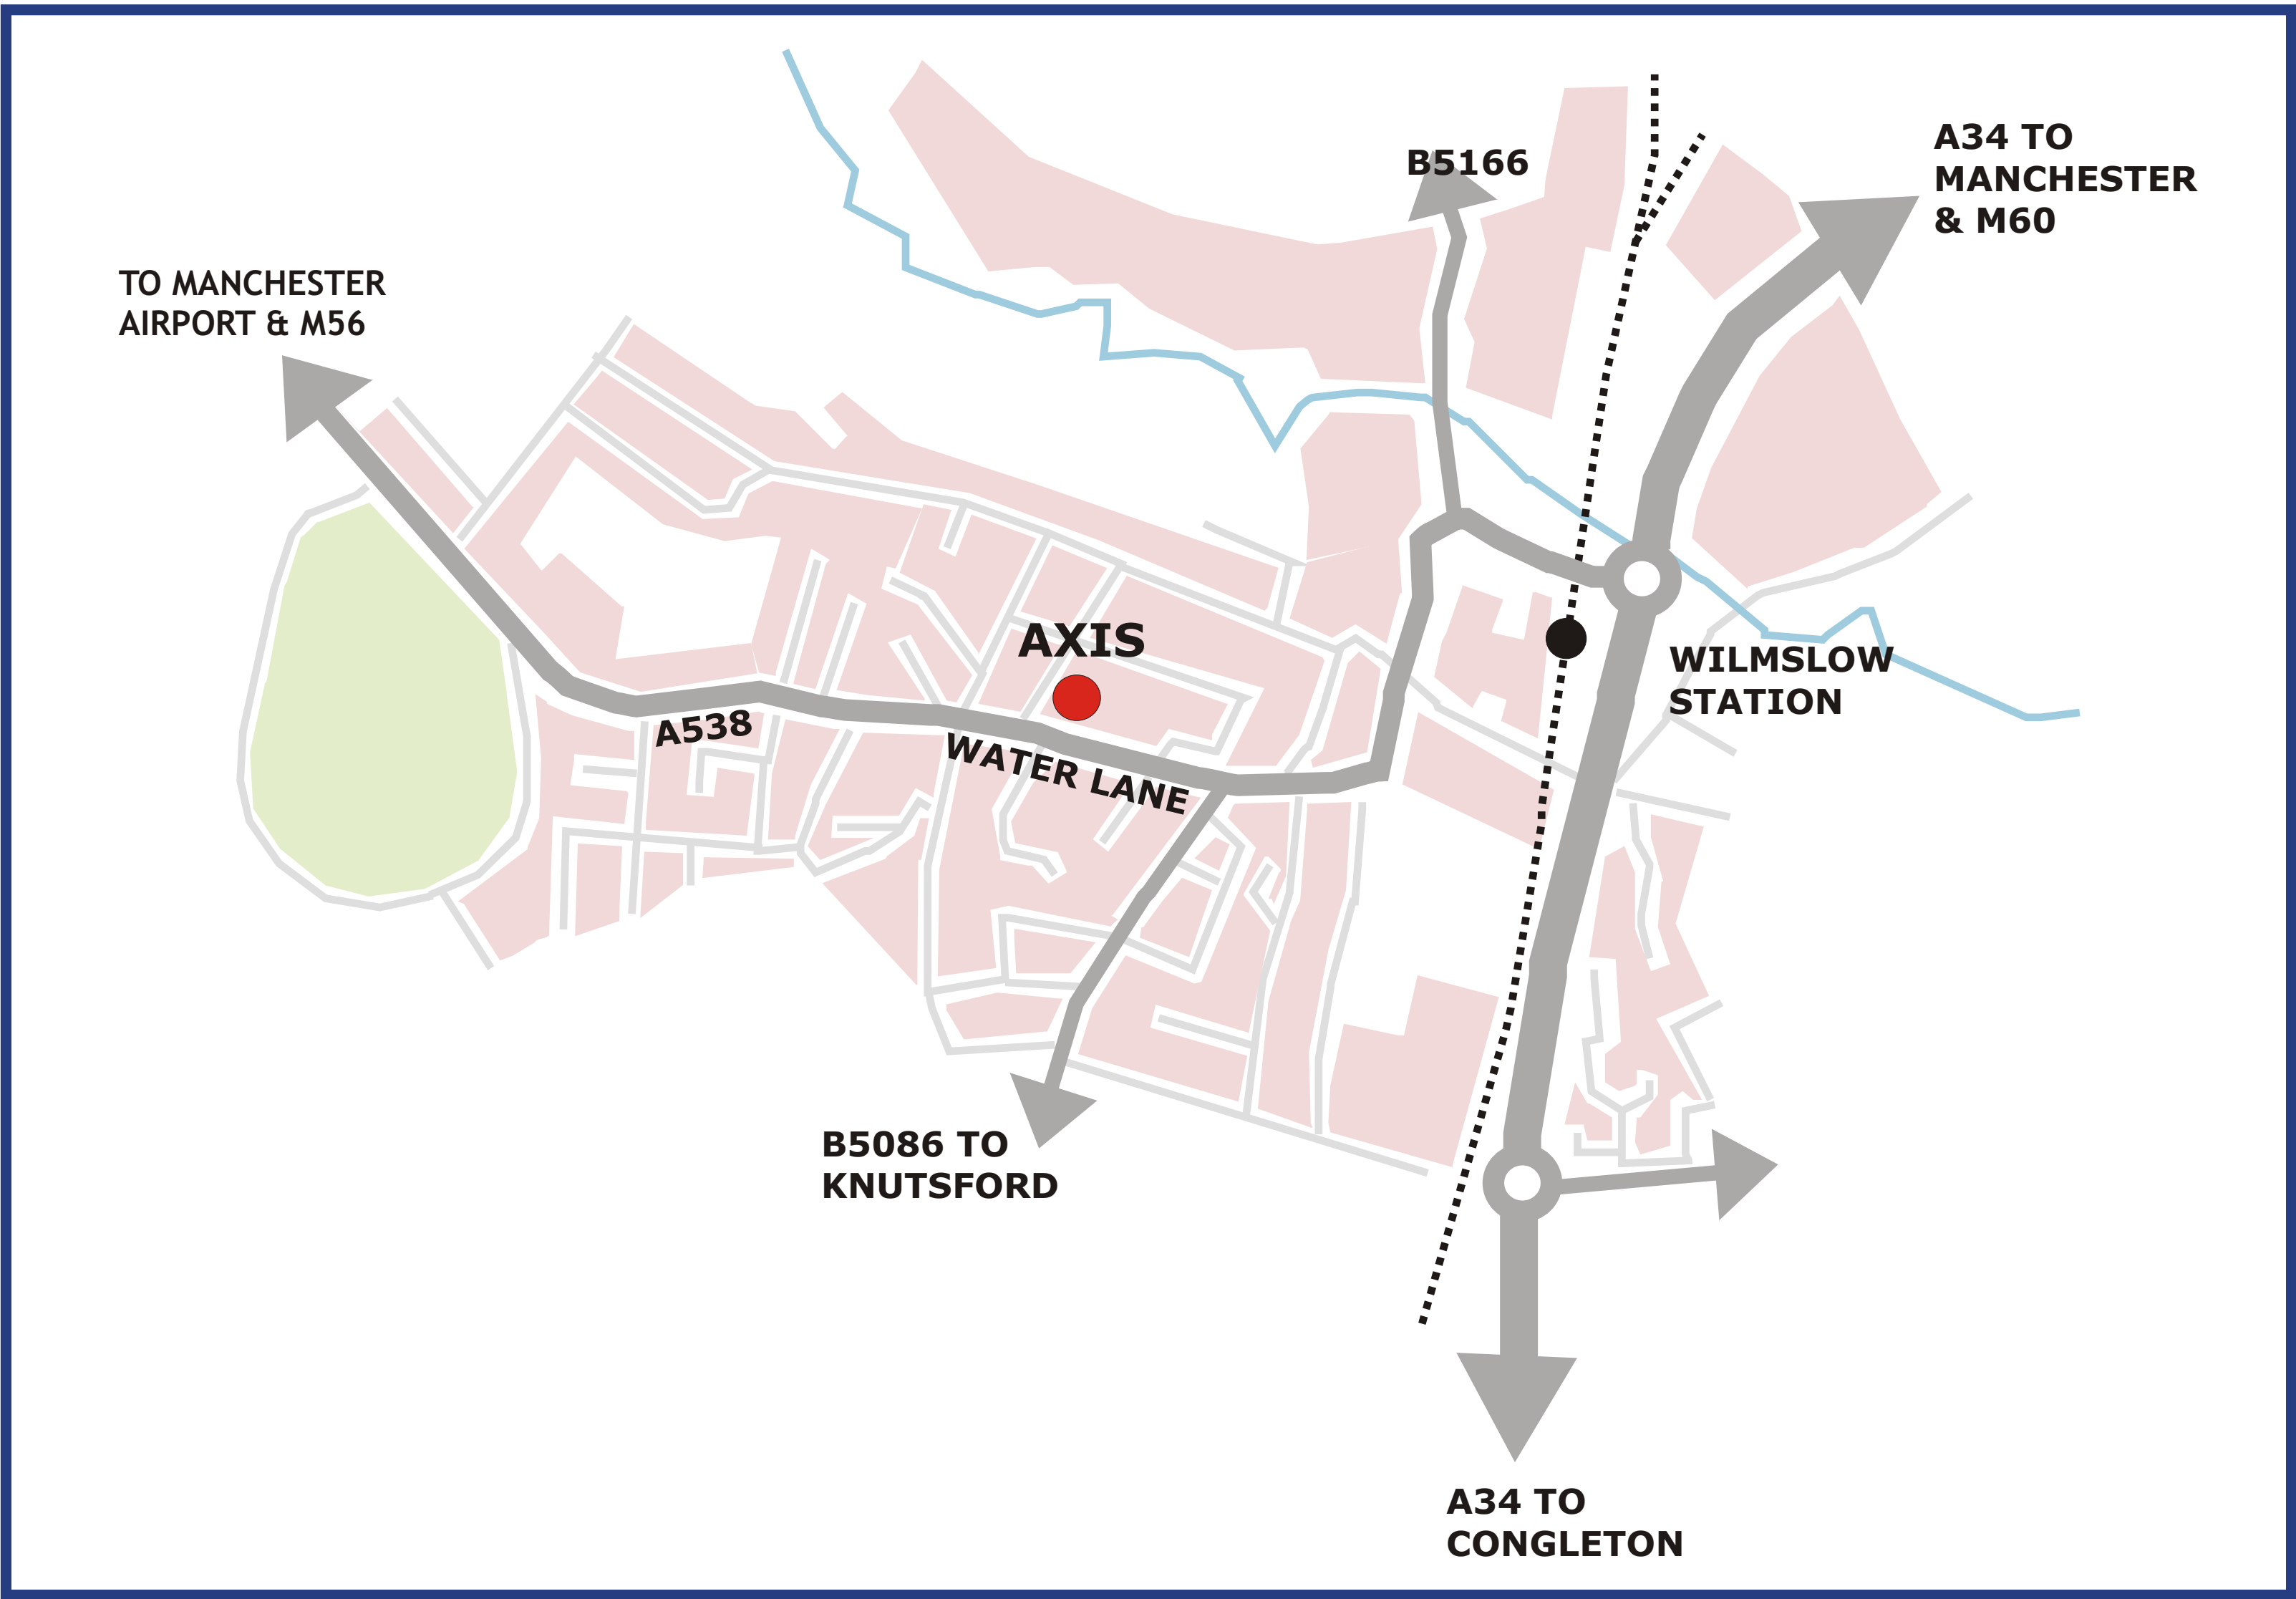 B5166
A34 TO
MANCHESTER
& M60
TO MANCHESTER
AIRPORT & M56
AXIS
WILMSLOW
STATION
A538
WATER LANE
B5086 TO
KNUTSFORD
A34 TO
CONGLETON